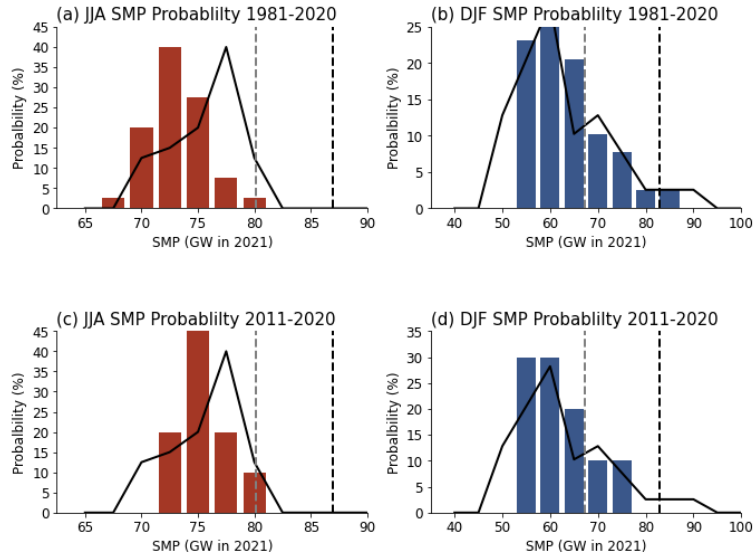 (a) JJA SMP Probablilty 1981-2020
45
40
35
30
25
20
15
10
5
0
Probalbility (%)
65 70 75 80 85 90
SMP (GW in 2021)
(b) DJF SMP Probablilty 1981-2020
25
20
15
10
5
0
Probalbility (%)
40 50 60 70 80 90 100
SMP (GW in 2021)
(c) JJA SMP Probablilty 2011-2020
45
40
35
30
25
20
15
10
5
0
Probalbility (%)
65 70 75 80 85 90
SMP (GW in 2021)
(d) DJF SMP Probablilty 2011-2020
35
30
25
20
15
10
5
0
Probalbility (%)
40 50 60 70 80 90 100
SMP (GW in 2021)